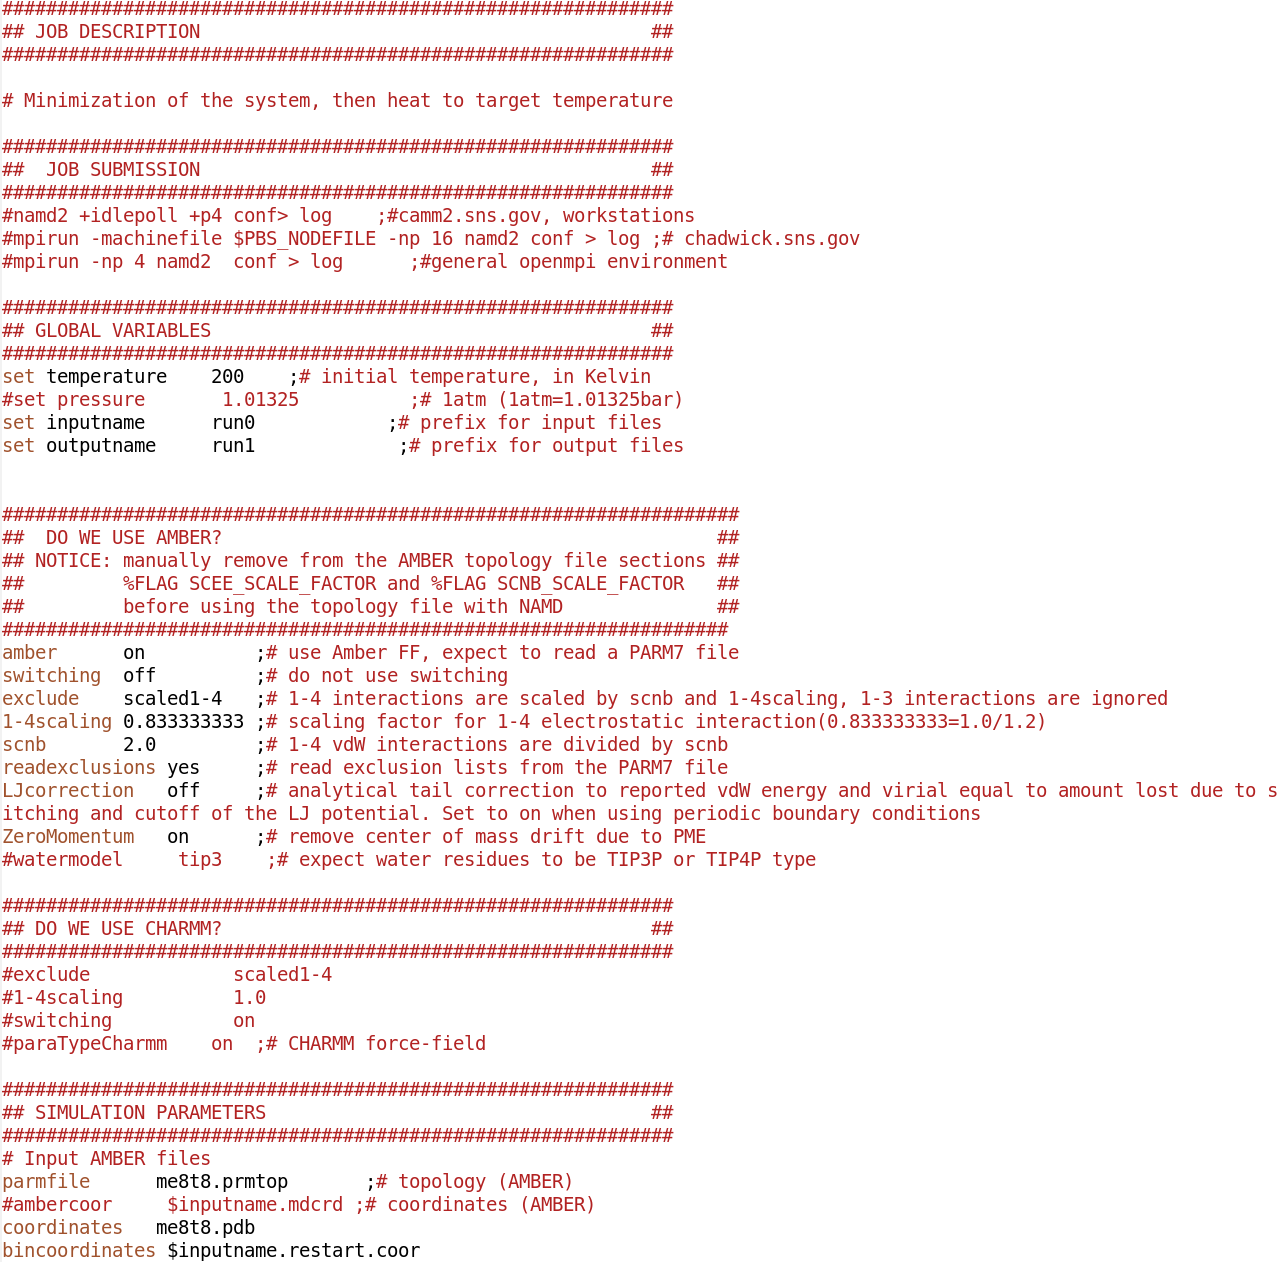 #############################################################
## JOB DESCRIPTION                                         ##
#############################################################

# Minimization of the system, then heat to target temperature

#############################################################
##  JOB SUBMISSION                                         ##
#############################################################
#namd2 +idlepoll +p4 conf> log    ;#camm2.sns.gov, workstations
#mpirun -machinefile $PBS_NODEFILE -np 16 namd2 conf > log ;# chadwick.sns.gov
#mpirun -np 4 namd2  conf > log      ;#general openmpi environment

#############################################################
## GLOBAL VARIABLES                                        ##
#############################################################
set temperature    200    ;# initial temperature, in Kelvin
#set pressure       1.01325          ;# 1atm (1atm=1.01325bar)
set inputname      run0            ;# prefix for input files
set outputname     run1             ;# prefix for output files


###################################################################
##  DO WE USE AMBER?                                             ##
## NOTICE: manually remove from the AMBER topology file sections ##
##         %FLAG SCEE_SCALE_FACTOR and %FLAG SCNB_SCALE_FACTOR   ##
##         before using the topology file with NAMD              ##
##################################################################
amber      on          ;# use Amber FF, expect to read a PARM7 file
switching  off         ;# do not use switching
exclude    scaled1-4   ;# 1-4 interactions are scaled by scnb and 1-4scaling, 1-3 interactions are ignored
1-4scaling 0.833333333 ;# scaling factor for 1-4 electrostatic interaction(0.833333333=1.0/1.2)
scnb       2.0         ;# 1-4 vdW interactions are divided by scnb
readexclusions yes     ;# read exclusion lists from the PARM7 file
LJcorrection   off     ;# analytical tail correction to reported vdW energy and virial equal to amount lost due to s
itching and cutoff of the LJ potential. Set to on when using periodic boundary conditions
ZeroMomentum   on      ;# remove center of mass drift due to PME
#watermodel     tip3    ;# expect water residues to be TIP3P or TIP4P type

#############################################################
## DO WE USE CHARMM?                                       ##
#############################################################
#exclude             scaled1-4
#1-4scaling          1.0
#switching           on
#paraTypeCharmm    on  ;# CHARMM force-field

#############################################################
## SIMULATION PARAMETERS                                   ##
#############################################################
# Input AMBER files
parmfile      me8t8.prmtop       ;# topology (AMBER)
#ambercoor     $inputname.mdcrd ;# coordinates (AMBER)
coordinates   me8t8.pdb
bincoordinates $inputname.restart.coor